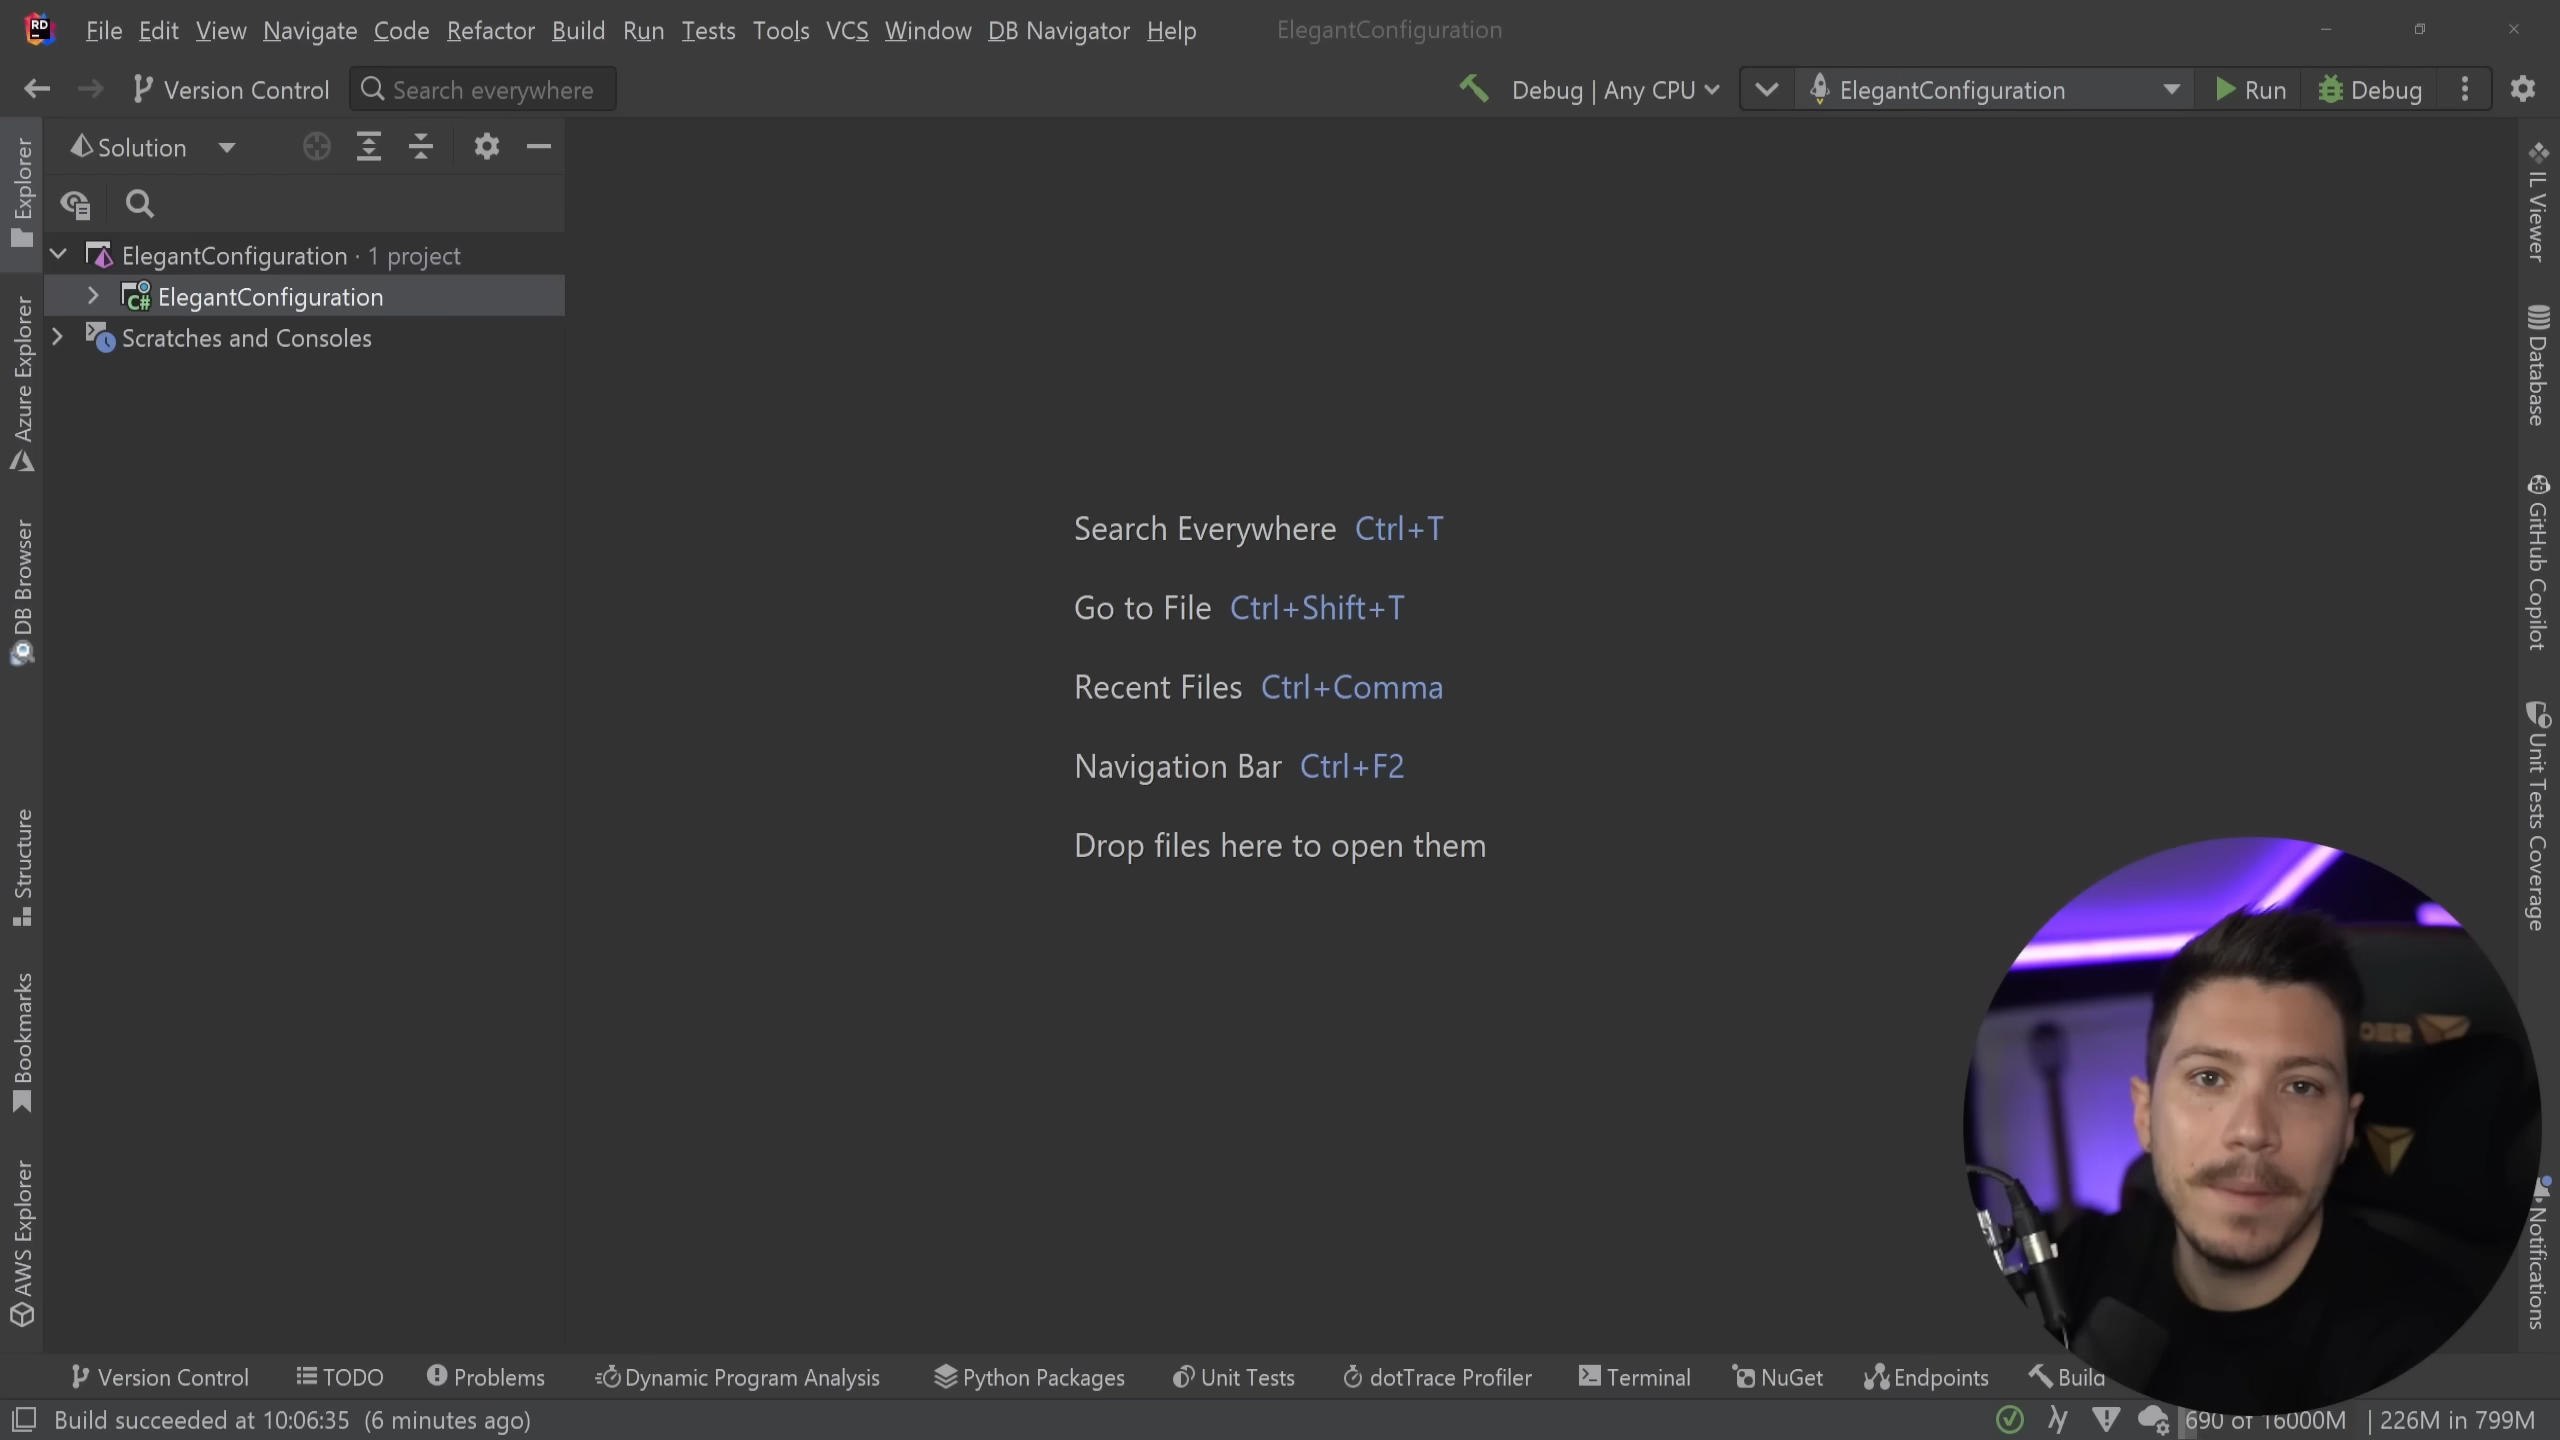 RD
File Edit View Navigate Code Refactor Build Run Tests Tools VCS Window DB Navigator Help
ElegantConfiguration
Version Control
Search everywhere
Debug | Any CPU
ElegantConfiguration
Run
Debug
Solution
ElegantConfiguration · 1 project
C# ElegantConfiguration
Scratches and Consoles
Explorer
Azure Explorer
DB Browser
Structure
Bookmarks
AWS Explorer
Search Everywhere Ctrl+T
Go to File Ctrl+Shift+T
Recent Files Ctrl+Comma
Navigation Bar Ctrl+F2
Drop files here to open them
IL Viewer
Database
GitHub Copilot
Unit Tests Coverage
Notifications
Version Control
TODO
Problems
Dynamic Program Analysis
Python Packages
Unit Tests
dotTrace Profiler
Terminal
NuGet
Endpoints
Build
Build succeeded at 10:06:35 (6 minutes ago)
690 of 16000M
226M in 799M